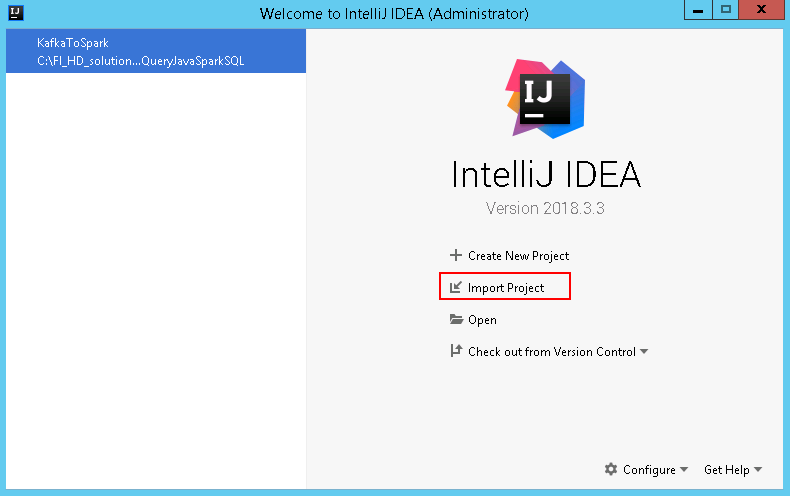 IJ
Welcome to IntelliJ IDEA (Administrator)
KafkaToSpark
C:\FI_HD_solution...QueryJavaSparkSQL
IJ
IntelliJ IDEA
Version 2018.3.3
Create New Project
Import Project
Open
Check out from Version Control
Configure
Get Help